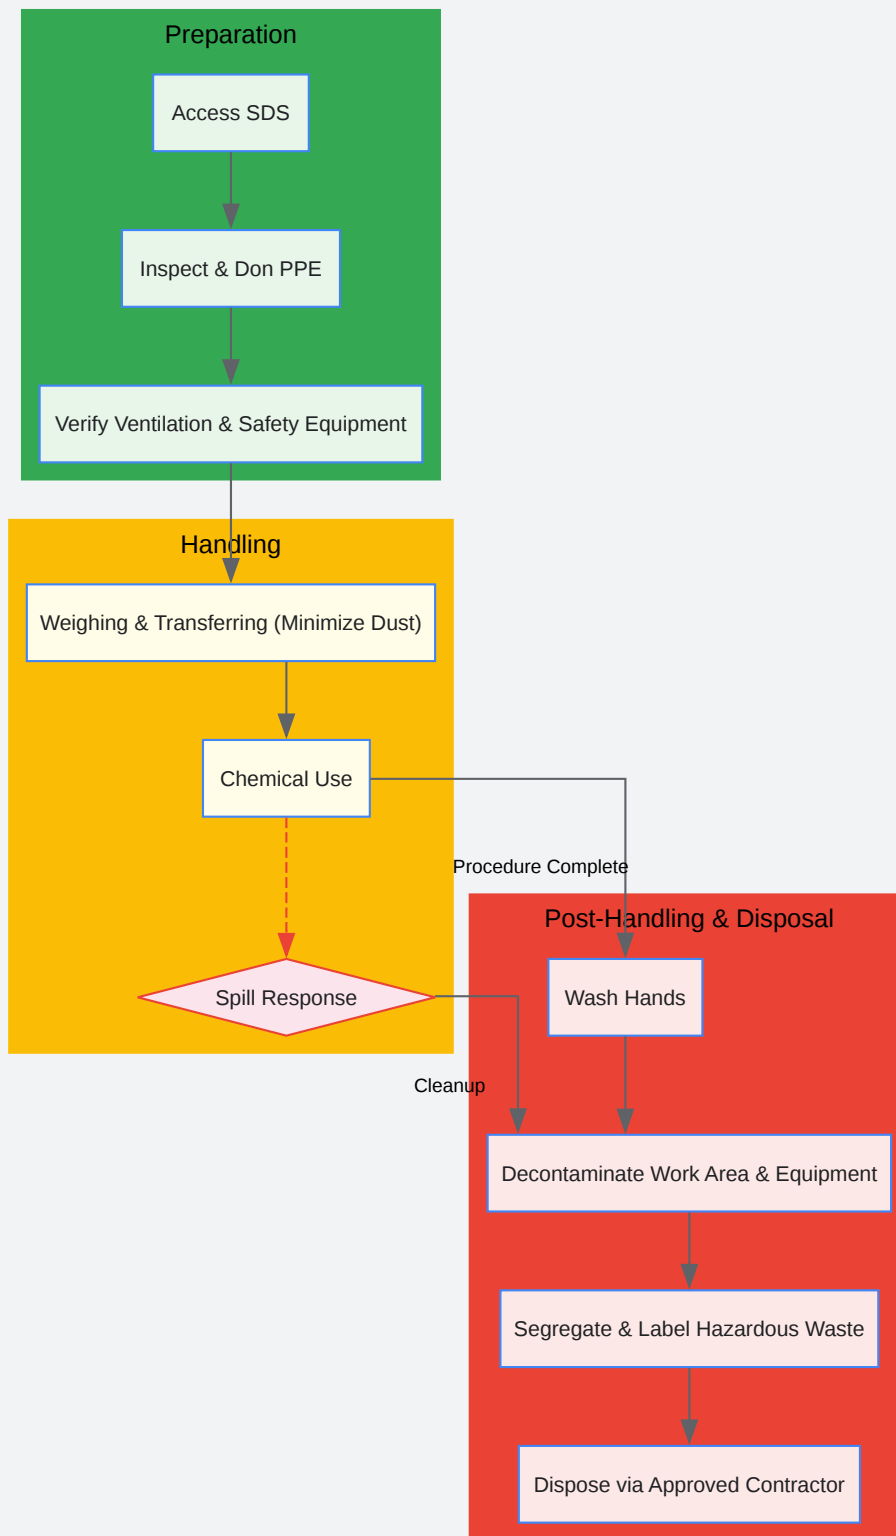 Preparation
Access SDS
Inspect & Don PPE
Verify Ventilation & Safety Equipment
Handling
Weighing & Transferring (Minimize Dust)
Chemical Use
Procedure Complete
Post-Handling & Disposal
Spill Response
Wash Hands
Cleanup
Decontaminate Work Area & Equipment
Segregate & Label Hazardous Waste
Dispose via Approved Contractor